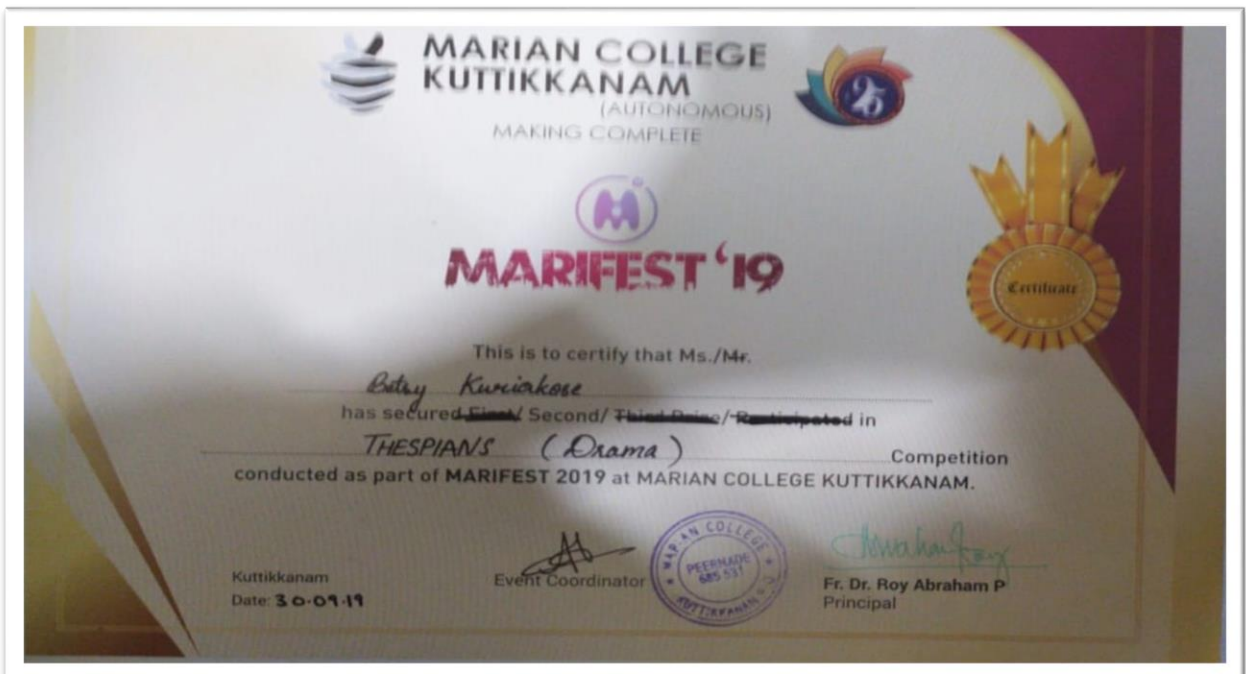 MARIAN COLLEGE
KUTTIKKANAM
(AUTONOMOUS)
MAKING COMPLETE
25
M
MARIFEST '19
Certificate
This is to certify that Ms./Mr.
Betsy Kuriakose
has secured First/ Second/ Third Prize/ Participated in
THESPIANS (Drama) Competition
conducted as part of MARIFEST 2019 at MARIAN COLLEGE KUTTIKKANAM.
MARIAN COLLEGE
PEERMADE
685 531
KUTTIKKANAM P.O
Kuttikkanam
Date: 30.09.19
Event Coordinator
Fr. Dr. Roy Abraham P
Principal